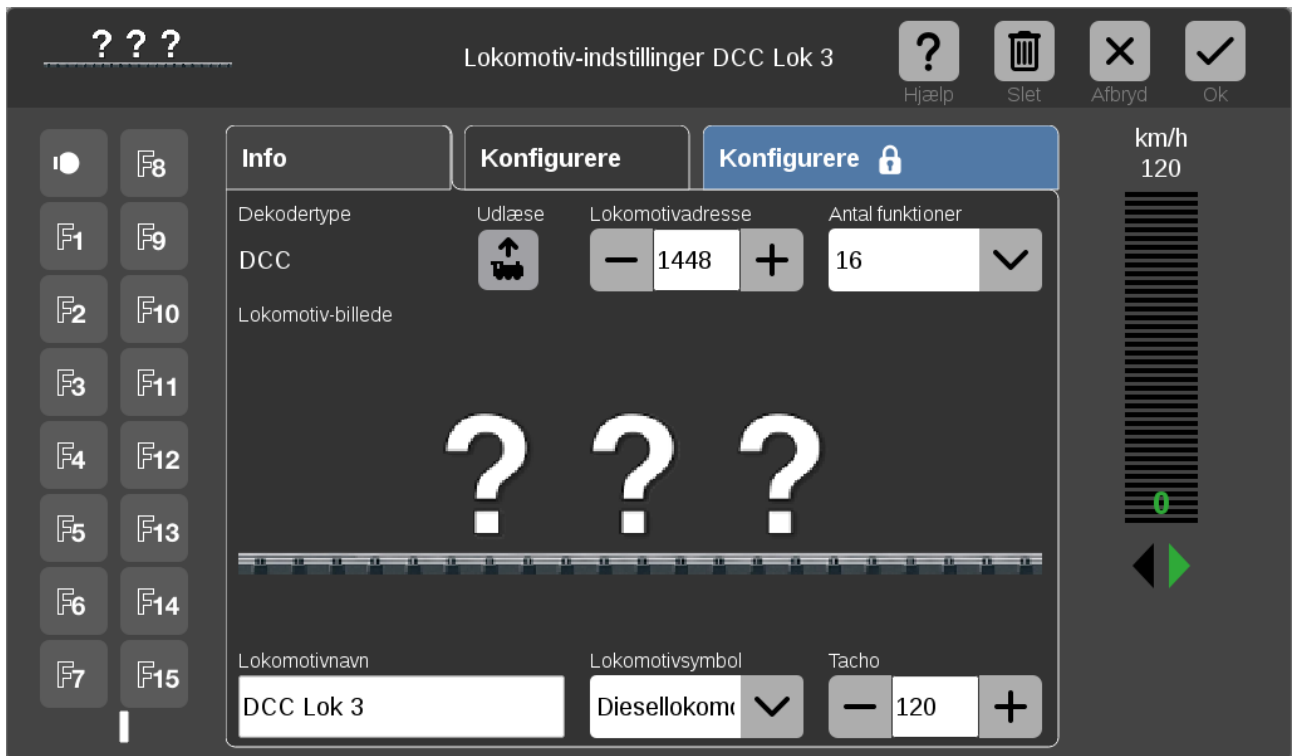 ? ? ?
Lokomotiv-indstillinger DCC Lok 3
?
Hjælp
Slet
Afbryd
Ok
F8
F1
F9
F2
F10
F3
F11
F4
F12
F5
F13
F6
F14
F7
F15
Info
Konfigurere
Konfigurere
Dekodertype
Udlæse
Lokomotivadresse
Antal funktioner
DCC
1448
16
Lokomotiv-billede
? ? ?
Lokomotivnavn
Lokomotivsymbol
Tacho
DCC Lok 3
Diesellokom
120
km/h
120
0